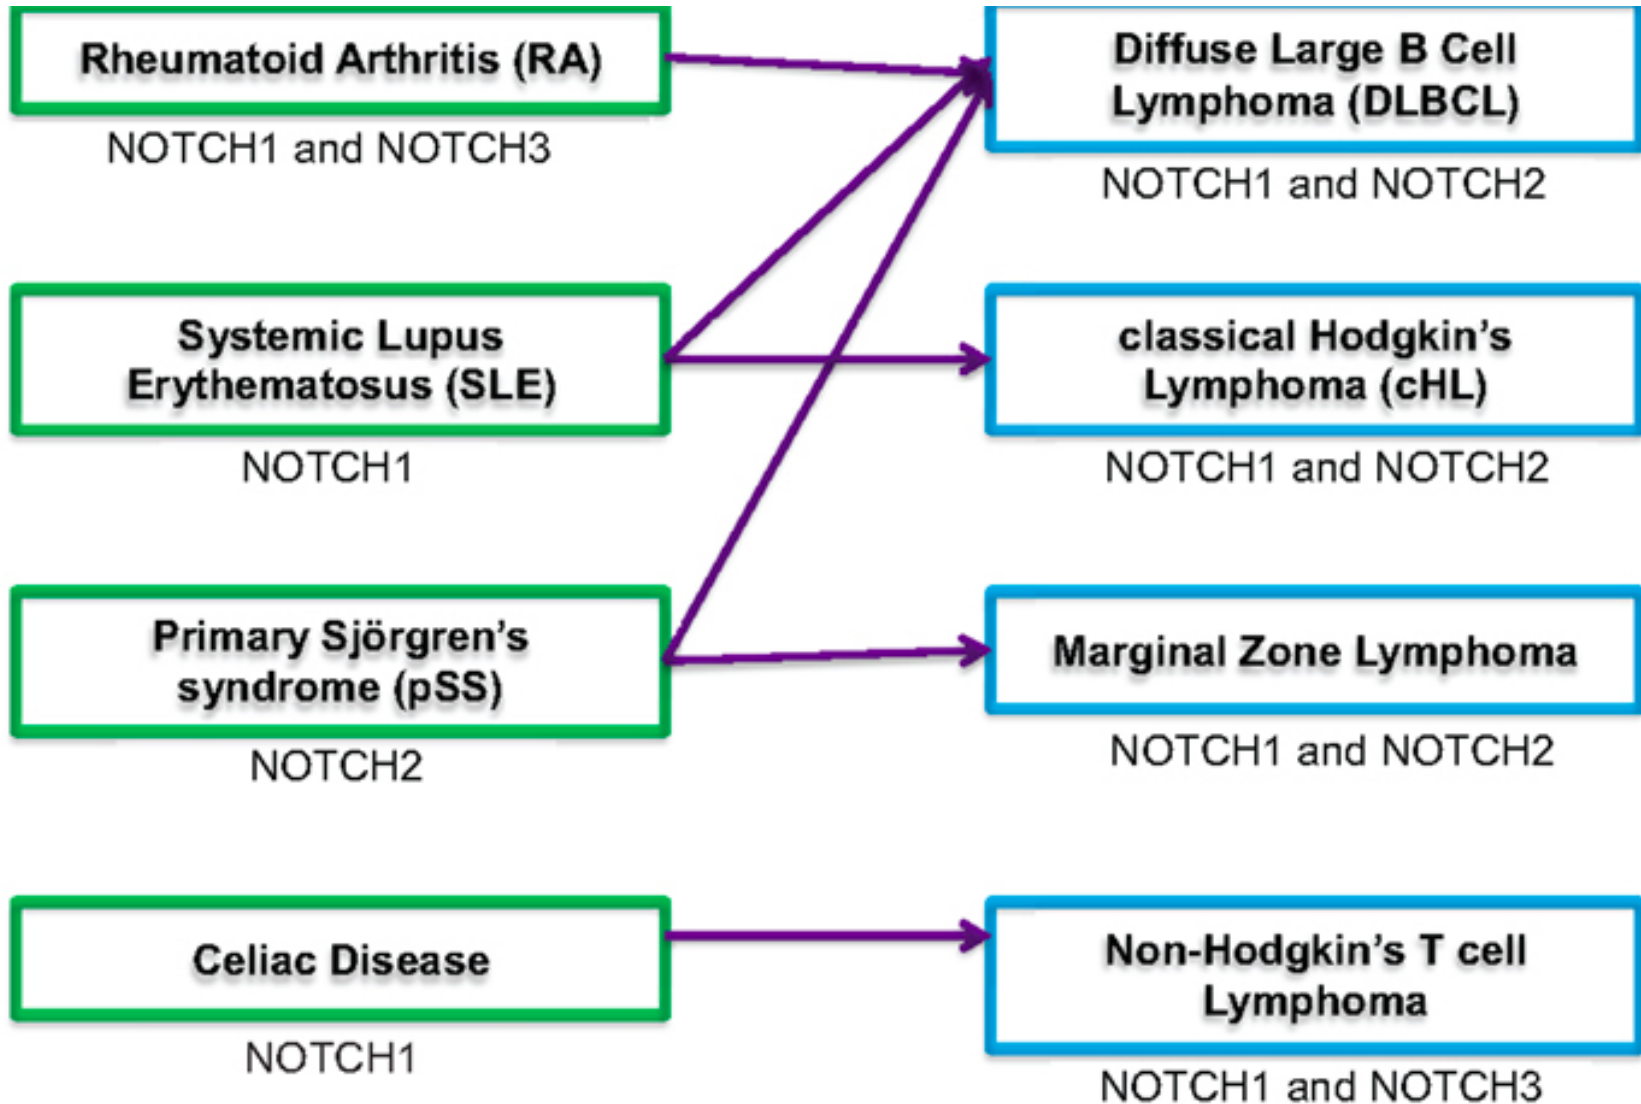 Rheumatoid Arthritis (RA)
NOTCH1 and NOTCH3
Diffuse Large B Cell
Lymphoma (DLBCL)
NOTCH1 and NOTCH2
Systemic Lupus
Erythematosus (SLE)
NOTCH1
classical Hodgkin's
Lymphoma (cHL)
NOTCH1 and NOTCH2
Primary Sjörgren's
syndrome (pSS)
NOTCH2
Marginal Zone Lymphoma
NOTCH1 and NOTCH2
Celiac Disease
NOTCH1
Non-Hodgkin's T cell
Lymphoma
NOTCH1 and NOTCH3